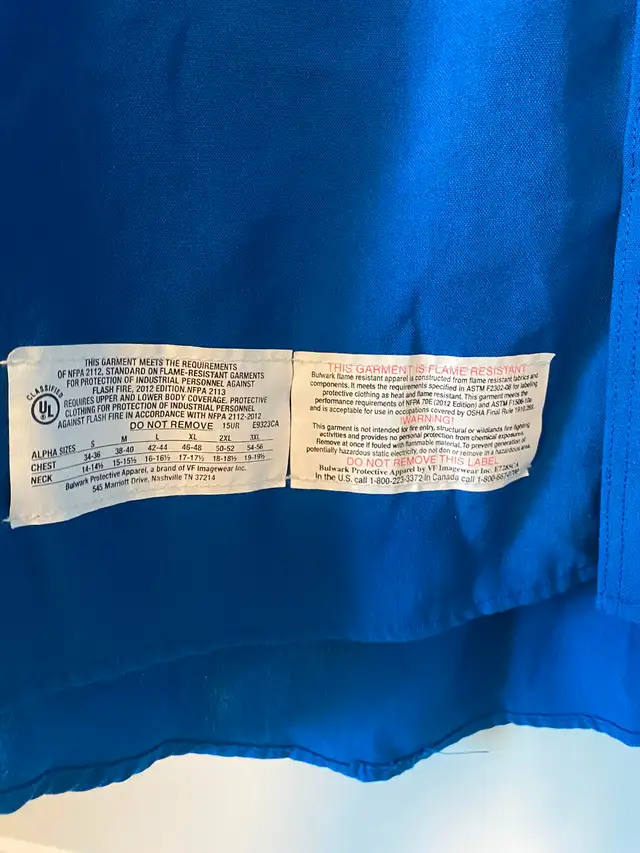 THIS GARMENT MEETS THE REQUIREMENTS
OF NFPA 2112, STANDARD ON FLAME-RESISTANT GARMENTS
FOR PROTECTION OF INDUSTRIAL PERSONNEL AGAINST
FLASH FIRE, 2012 EDITION.NFPA 2113
REQUIRES UPPER AND LOWER BODY COVERAGE. PROTECTIVE
CLOTHING FOR PROTECTION OF INDUSTRIAL PERSONNEL
AGAINST FLASH FIRE IN ACCORDANCE WITH NFPA 2112-2012
CLASSIFIED
UL
DO NOT REMOVE 15UR E9323CA
ALPHA SIZES S M L XL 2XL 3XL
CHEST 34-36 38-40 42-44 46-48 50-52 54-56
NECK 14-14½ 15-15½ 16-16½ 17-17½ 18-18½ 19-19½
Bulwark Protective Apparel, a brand of VF Imagewear Inc.
545 Marriott Drive, Nashville TN 37214
THIS GARMENT IS FLAME RESISTANT
Bulwark flame resistant apparel is constructed from flame resistant fabrics and
components. It meets the requirements specified in ASTM F2302-08 for labeling
protective clothing as heat and flame resistant. This garment meets the
performance requirements of NFPA 70E (2012 Edition) and ASTM F1506-10a
and is acceptable for use in occupations covered by OSHA Final Rule 1910.269.
!WARNING!
This garment is not intended for fire entry, structural or wildlands fire fighting
activities and provides no personal protection from chemical exposure.
Remove at once if fouled with flammable material. To prevent generation of
potentially hazardous static electricity, do not don or remove in a hazardous area.
DO NOT REMOVE THIS LABEL
Bulwark Protective Apparel by VF Imagewear Inc.
In the U.S. call 1-800-223-3372 In Canada call